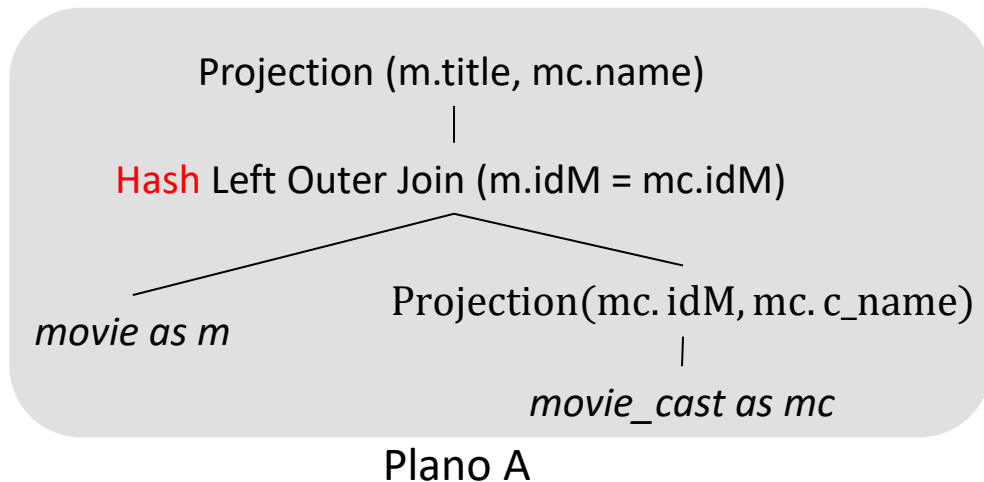 Projection (m.title, mc.name)
Hash Left Outer Join (m.idM = mc.idM)
Projection(mc. idM, mc. c_name)
movie as m
movie_cast as mc
Plano A